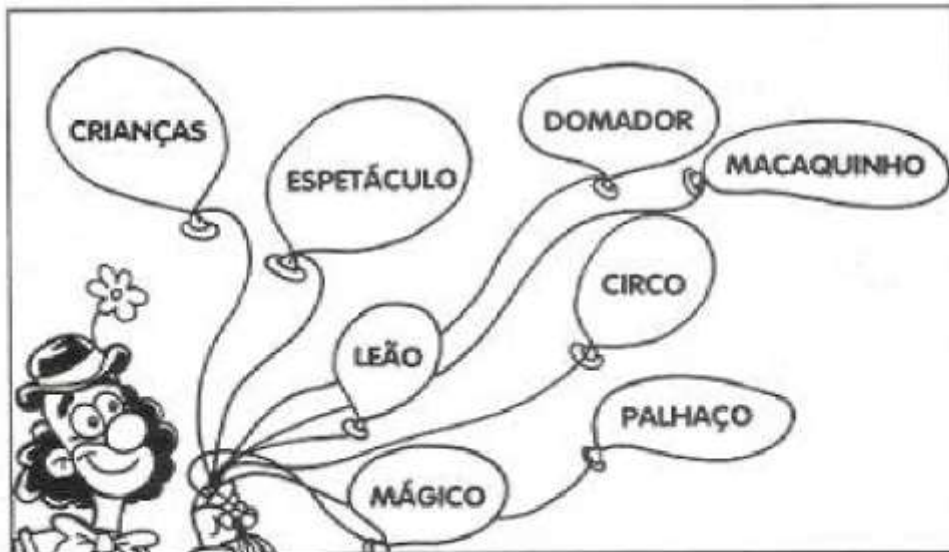 CRIANÇAS
ESPETÁCULO
DOMADOR
MACAQUINHO
CIRCO
LEÃO
PALHAÇO
MÁGICO